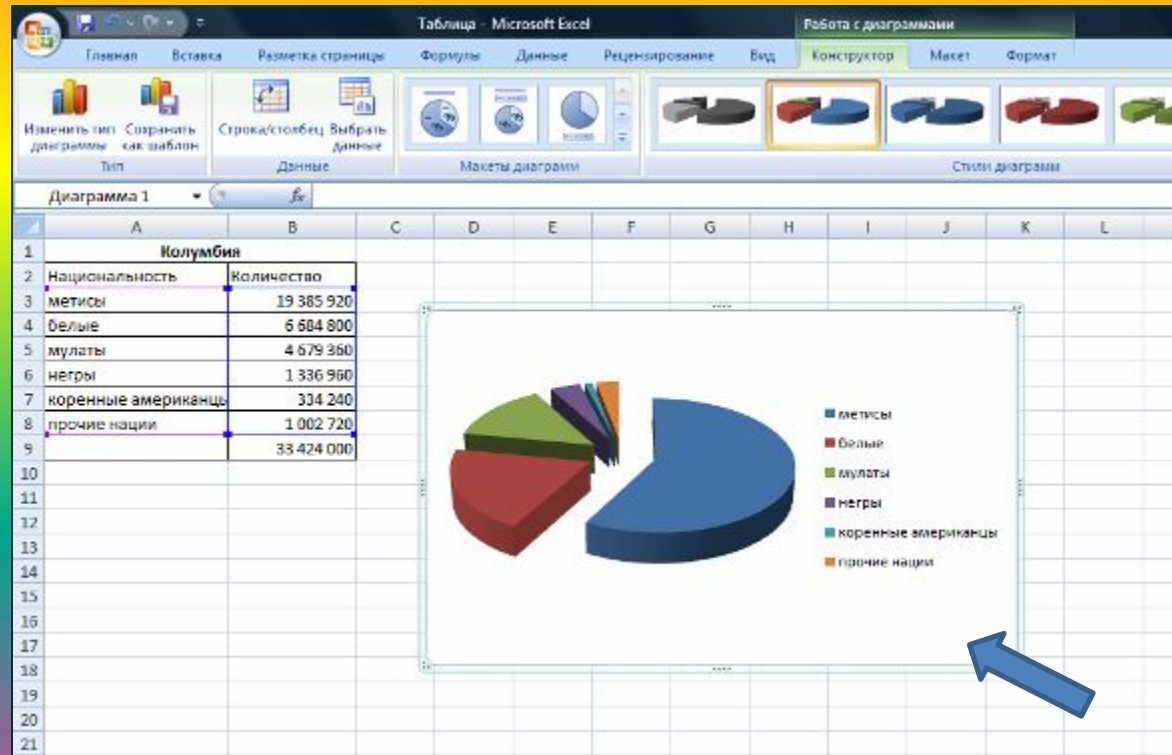 Таблица - Microsoft Excel
Работа с диаграммами
Главная Вставка Разметка страницы Формулы Данные Рецензирование Вид Конструктор Макет Формат
Изменить тип диаграммы
Сохранить как шаблон
Строка/столбец
Выбрать данные
Тип Данные Макеты диаграмм Стили диаграмм
Диаграмма 1 fx
A B C D E F G H I J K L
1 Колумбия
2 Национальность Количество
3 метисы 19 385 920
4 белые 6 684 800
5 мулаты 4 679 360
6 негры 1 336 960
7 коренные американць 334 240
8 прочие нации 1 002 720
9 33 424 000
10
11
12
13
14
15
16
17
18
19
20
21
метисы
белые
мулаты
негры
коренные американцы
прочие нации